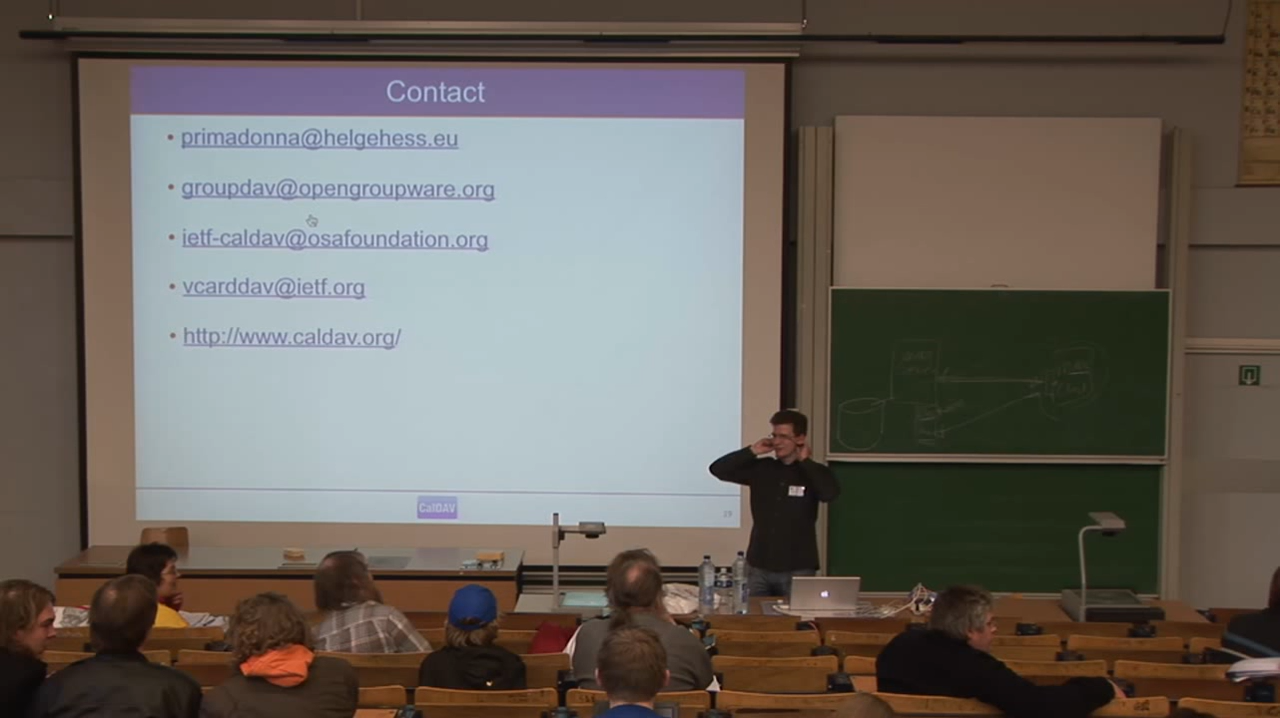 Contact
• primadonna@helgehess.eu
• groupdav@opengroupware.org
• ietf-caldav@osafoundation.org
• vcarddav@ietf.org
• http://www.caldav.org/
CalDAV